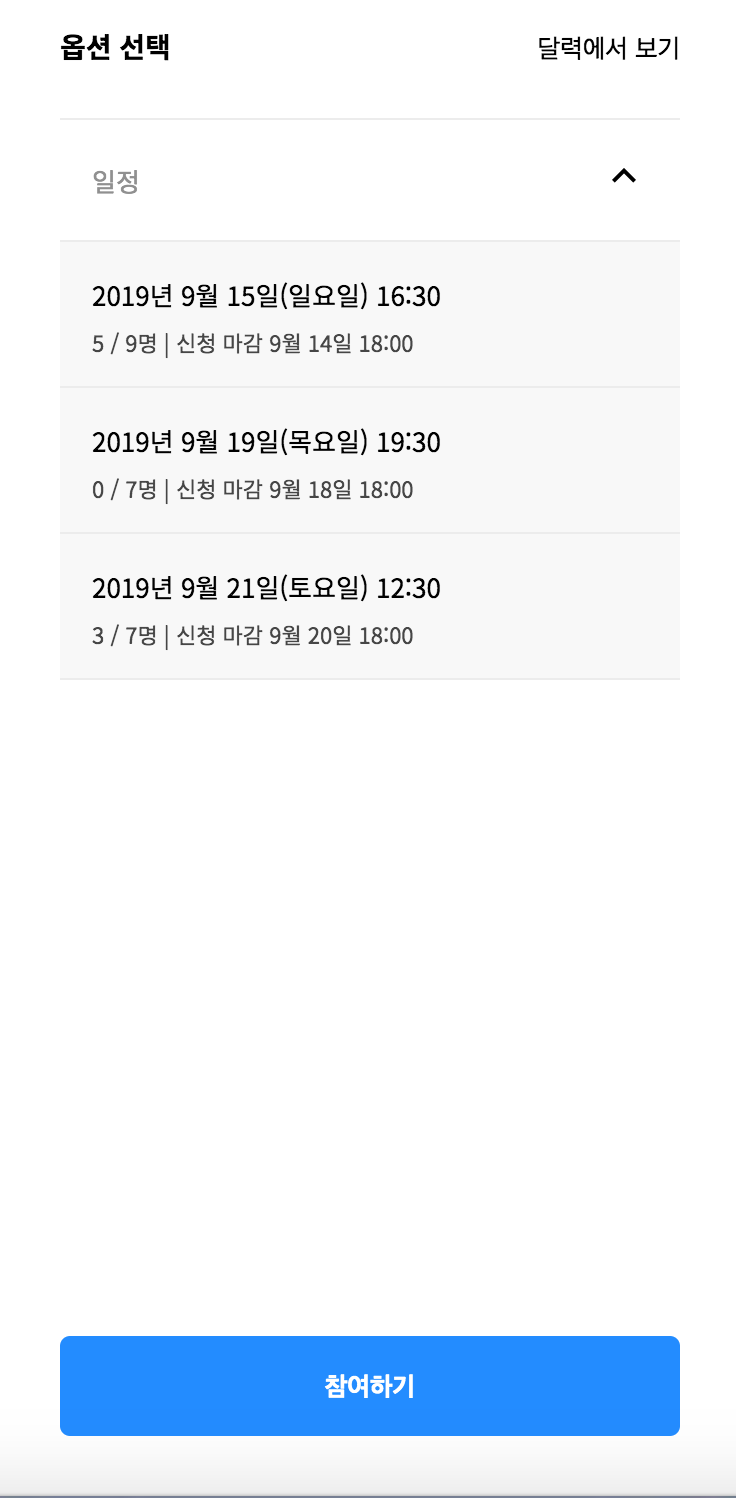 옵션 선택
달력에서 보기
일정
2019년 9월 15일(일요일) 16:30
5 / 9명 | 신청 마감 9월 14일 18:00
2019년 9월 19일(목요일) 19:30
0 / 7명 | 신청 마감 9월 18일 18:00
2019년 9월 21일(토요일) 12:30
3 / 7명 | 신청 마감 9월 20일 18:00
참여하기